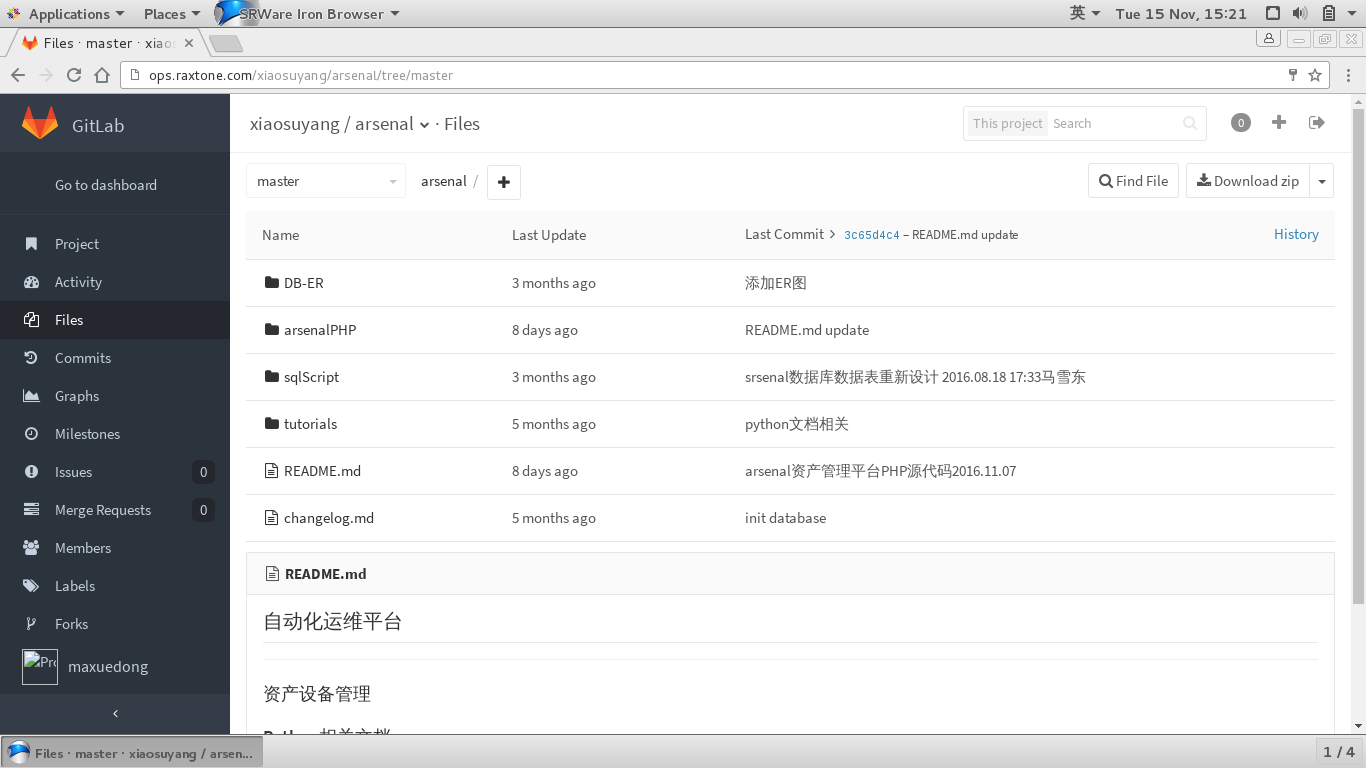 Applications Places SRWare Iron Browser 英 Tue 15 Nov, 15:21
Files · master · xiaos
ops.raxtone.com/xiaosuyang/arsenal/tree/master
GitLab
Go to dashboard
Project
Activity
Files
Commits
Graphs
Milestones
Issues 0
Merge Requests 0
Members
Labels
Forks
Pro
maxuedong
xiaosuyang / arsenal · Files
This project Search 0
master arsenal /
Find File Download zip
Name Last Update Last Commit > 3c65d4c4 – README.md update History
DB-ER 3 months ago 添加ER图
arsenalPHP 8 days ago README.md update
sqlScript 3 months ago srsenal数据库数据表重新设计 2016.08.18 17:33马雪东
tutorials 5 months ago python文档相关
README.md 8 days ago arsenal资产管理平台PHP源代码2016.11.07
changelog.md 5 months ago init database
README.md
自动化运维平台
资产设备管理
Python 相关文档
Files · master · xiaosuyang / arsen...
1 / 4